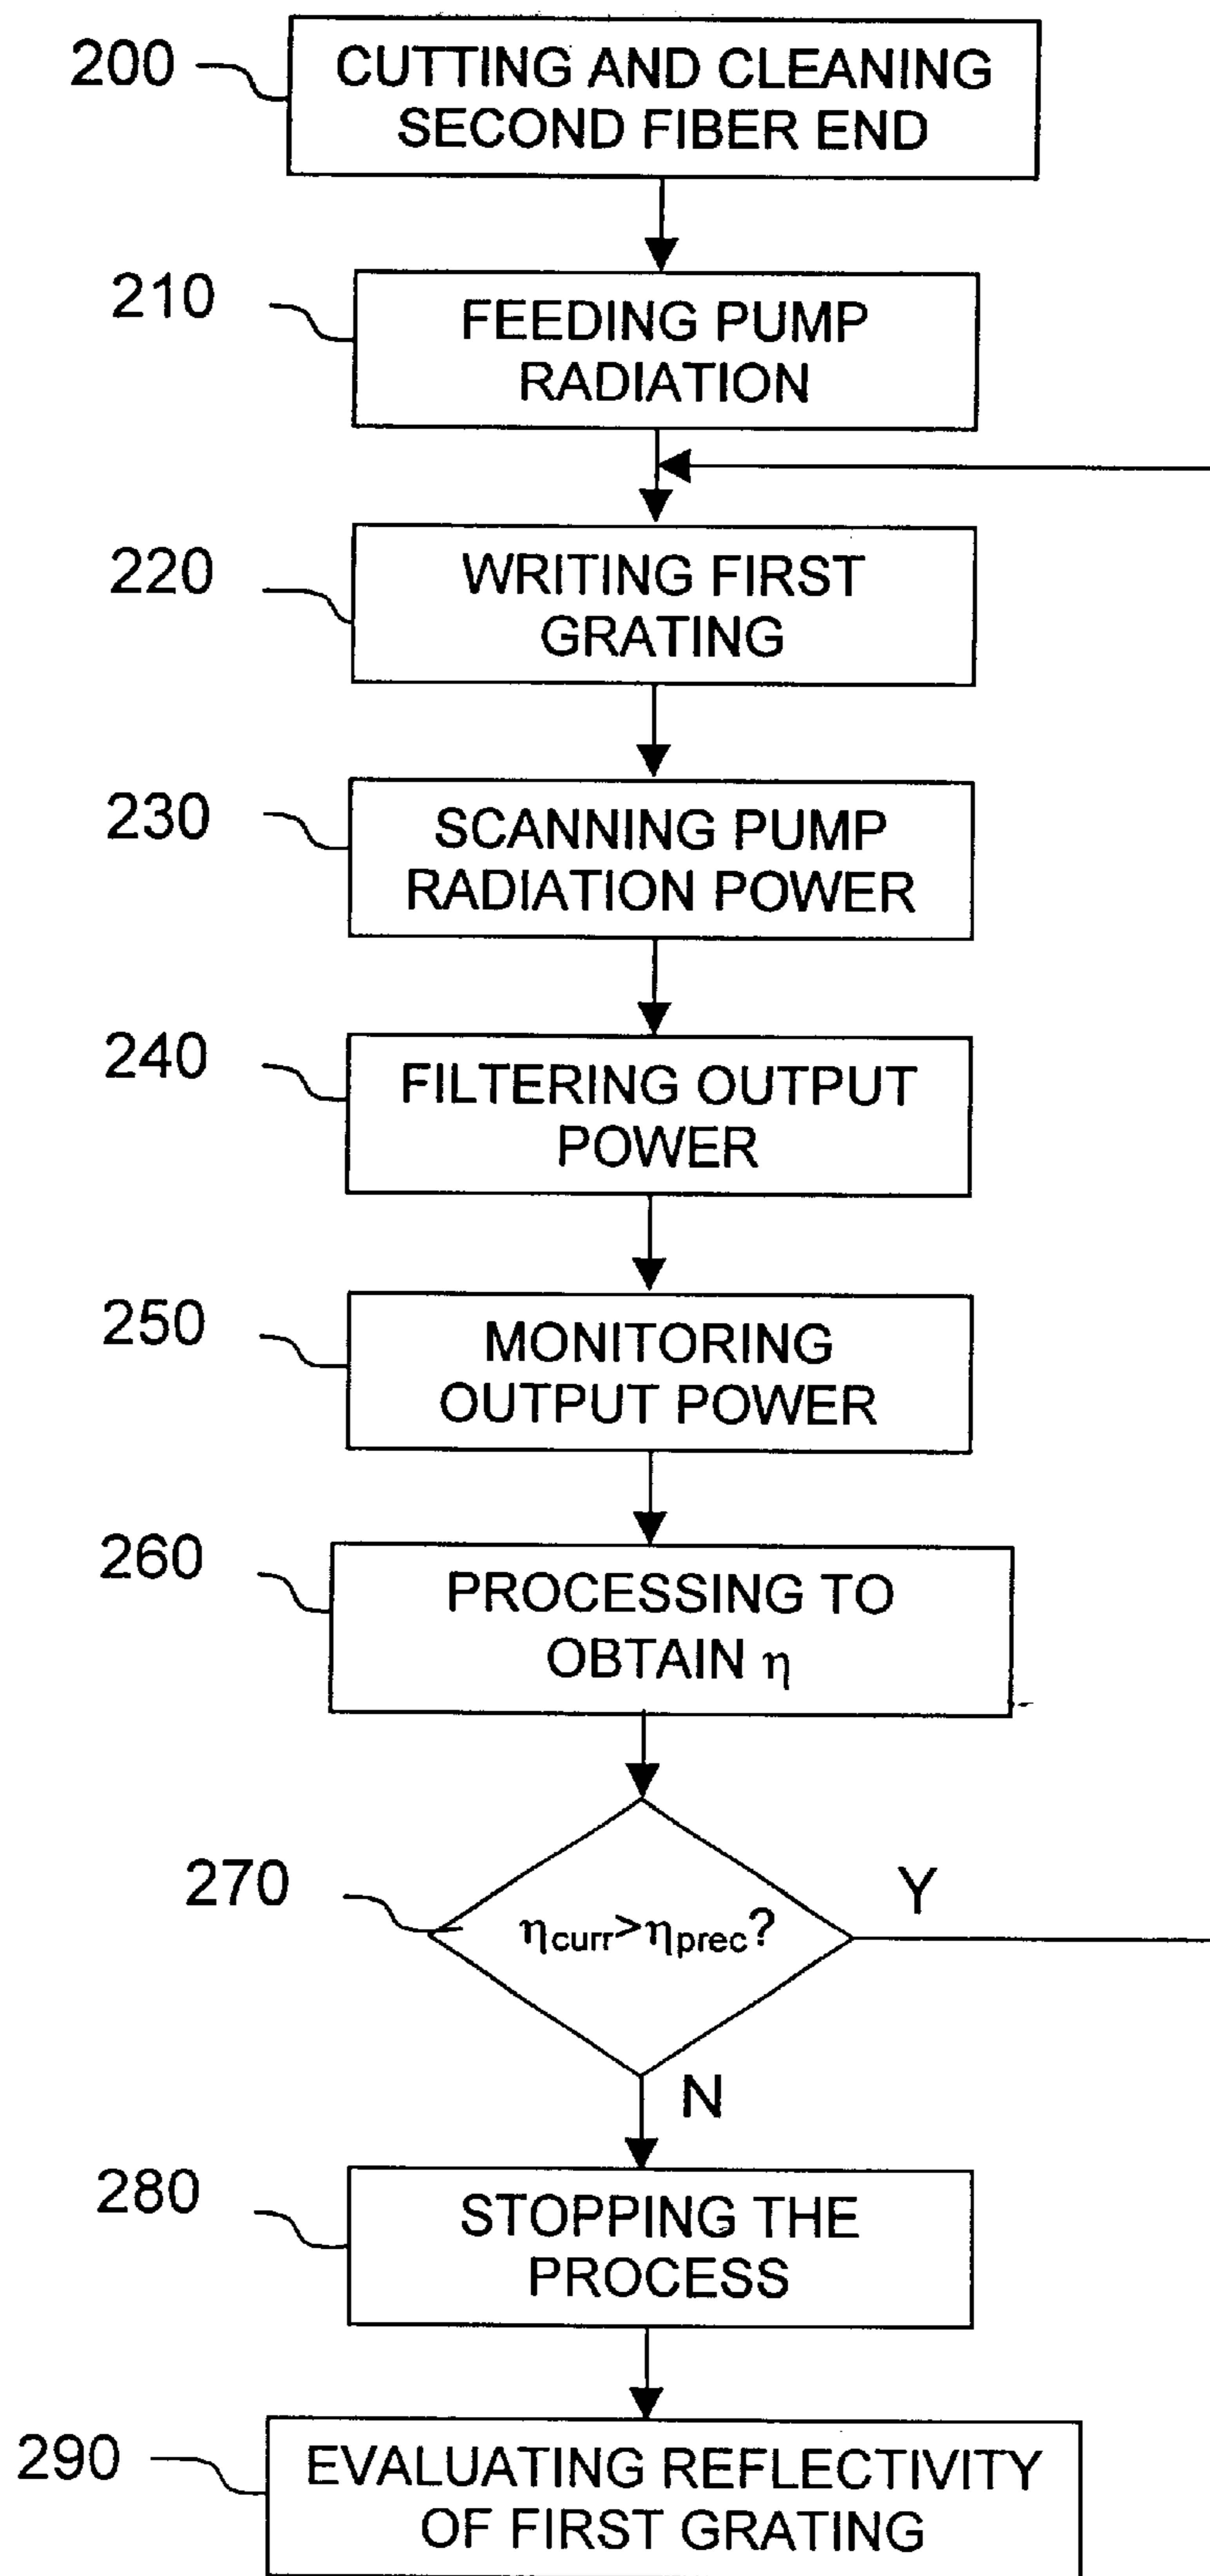 200
CUTTING AND CLEANING
SECOND FIBER END
210
FEEDING PUMP
RADIATION
220
WRITING FIRST
GRATING
230
SCANNING PUMP
RADIATION POWER
240
FILTERING OUTPUT
POWER
250
MONITORING
OUTPUT POWER
260
PROCESSING TO
OBTAIN η
270
ηcurr>ηprec?
Y
N
280
STOPPING THE
PROCESS
290
EVALUATING REFLECTIVITY
OF FIRST GRATING